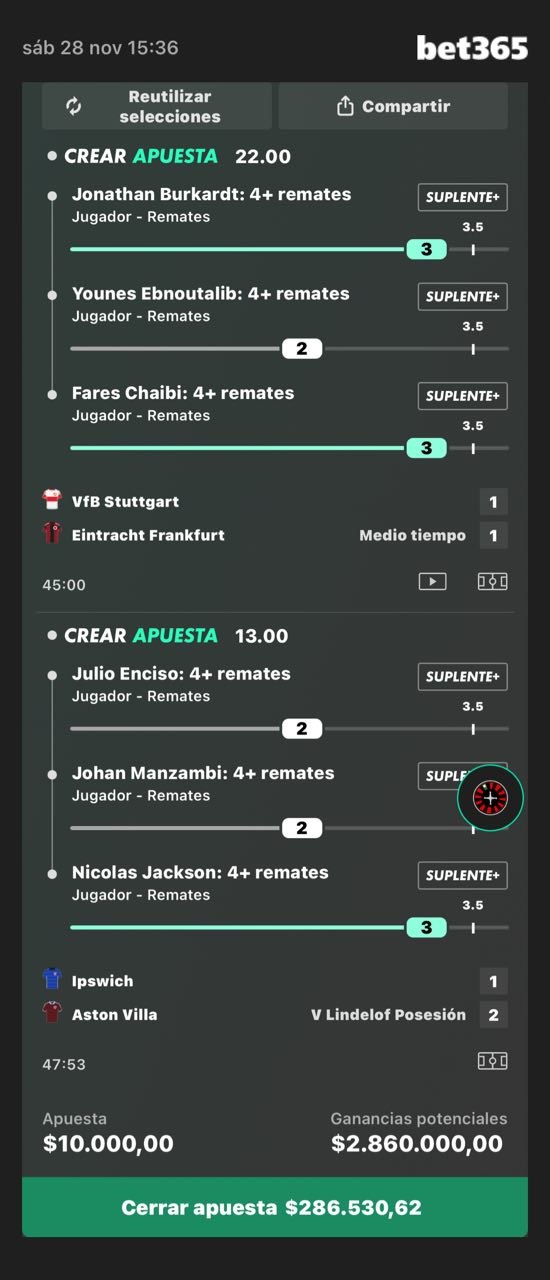 sáb 28 nov 15:36
bet365
Reutilizar
selecciones
Compartir
CREAR APUESTA 22.00
Jonathan Burkardt: 4+ remates
SUPLENTE+
Jugador - Remates
3.5
3
Younes Ebnoutalib: 4+ remates
SUPLENTE+
Jugador - Remates
3.5
2
Fares Chaibi: 4+ remates
SUPLENTE+
Jugador - Remates
3.5
3
VfB Stuttgart 1
Eintracht Frankfurt Medio tiempo 1
45:00
CREAR APUESTA 13.00
Julio Enciso: 4+ remates
SUPLENTE+
Jugador - Remates
3.5
2
Johan Manzambi: 4+ remates
Jugador - Remates
2
Nicolas Jackson: 4+ remates
SUPLENTE+
Jugador - Remates
3.5
3
Ipswich 1
Aston Villa V Lindelof Posesión 2
47:53
Apuesta Ganancias potenciales
$10.000,00 $2.860.000,00
Cerrar apuesta $286.530,62